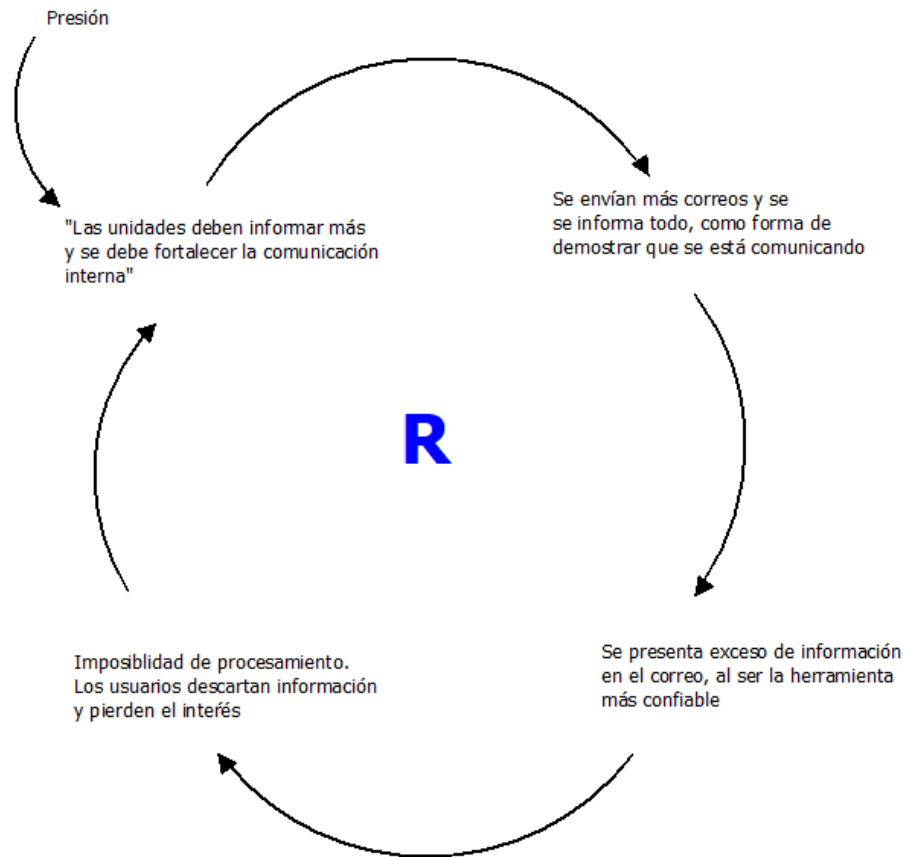 Presión
"Las unidades deben informar más
y se debe fortalecer la comunicación
interna"
Se envían más correos y se
se informa todo, como forma de
demostrar que se está comunicando
R
Imposiblidad de procesamiento.
Los usuarios descartan información
y pierden el interés
Se presenta exceso de información
en el correo, al ser la herramienta
más confiable